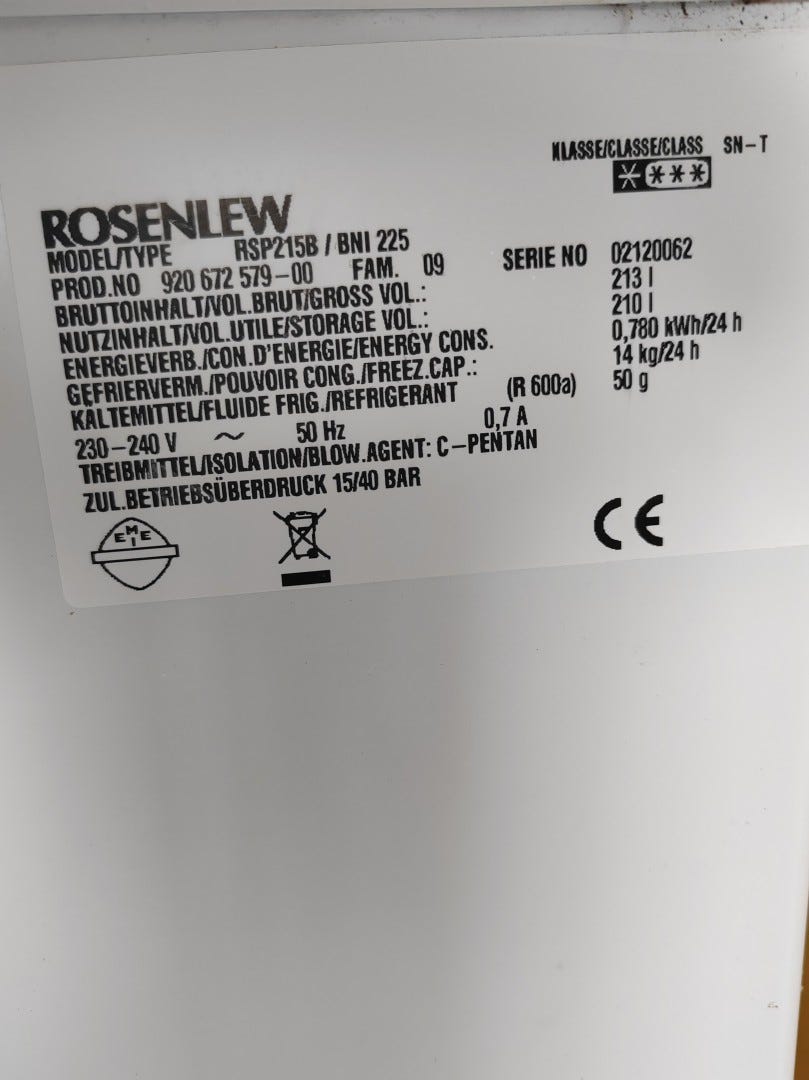 KLASSE/CLASSE/CLASS SN-T
* ***
ROSENLEW
MODEL/TYPE RSP215B / BNI 225
PROD.NO 920 672 579-00 FAM. 09 SERIE NO 02120062
BRUTTOINHALT/VOL.BRUT/GROSS VOL.: 213 l
NUTZINHALT/VOL.UTILE/STORAGE VOL.: 210 l
ENERGIEVERB./CON.D'ENERGIE/ENERGY CONS. 0,780 kWh/24 h
GEFRIERVERM./POUVOIR CONG./FREEZ.CAP.: 14 kg/24 h
KÄLTEMITTEL/FLUIDE FRIG./REFRIGERANT (R 600a) 50 g
230-240 V ~ 50 Hz 0,7 A
TREIBMITTEL/ISOLATION/BLOW.AGENT: C-PENTAN
ZUL.BETRIEBSÜBERDRUCK 15/40 BAR
EMEI
CE